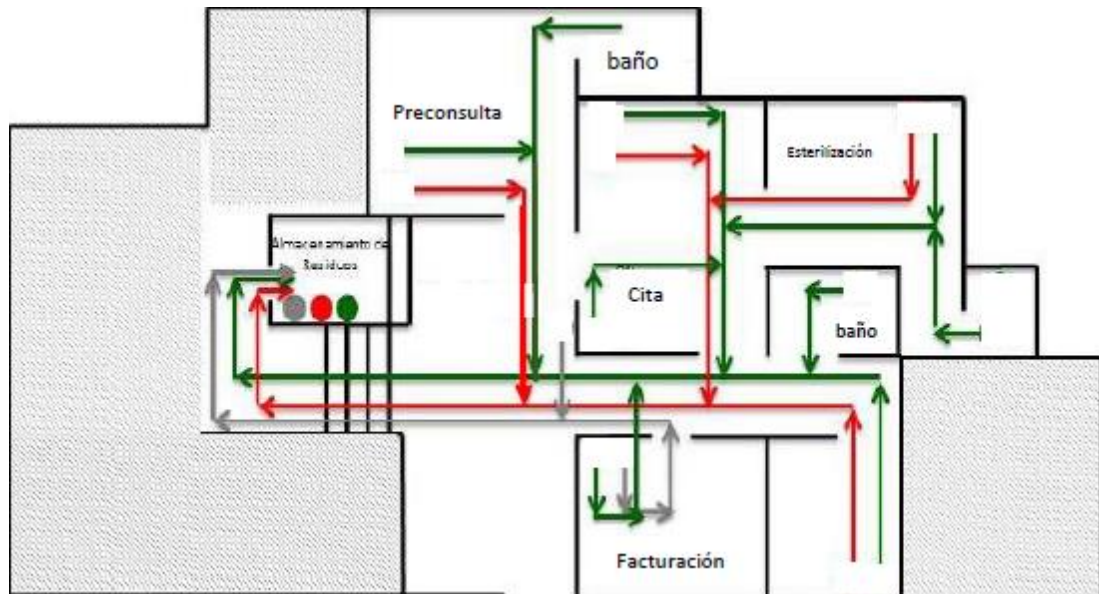 baño
Preconsulta
Esterilización
Almacenamiento de
Residuos
Cita
baño
Facturación